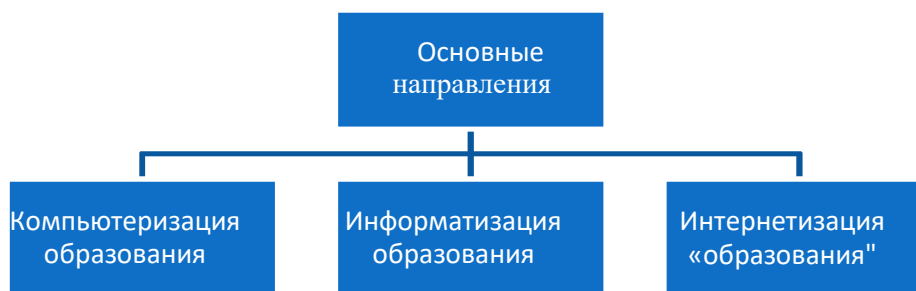 Основные
направления
Компьютеризация
образования
Информатизация
образования
Интернетизация
«образования"